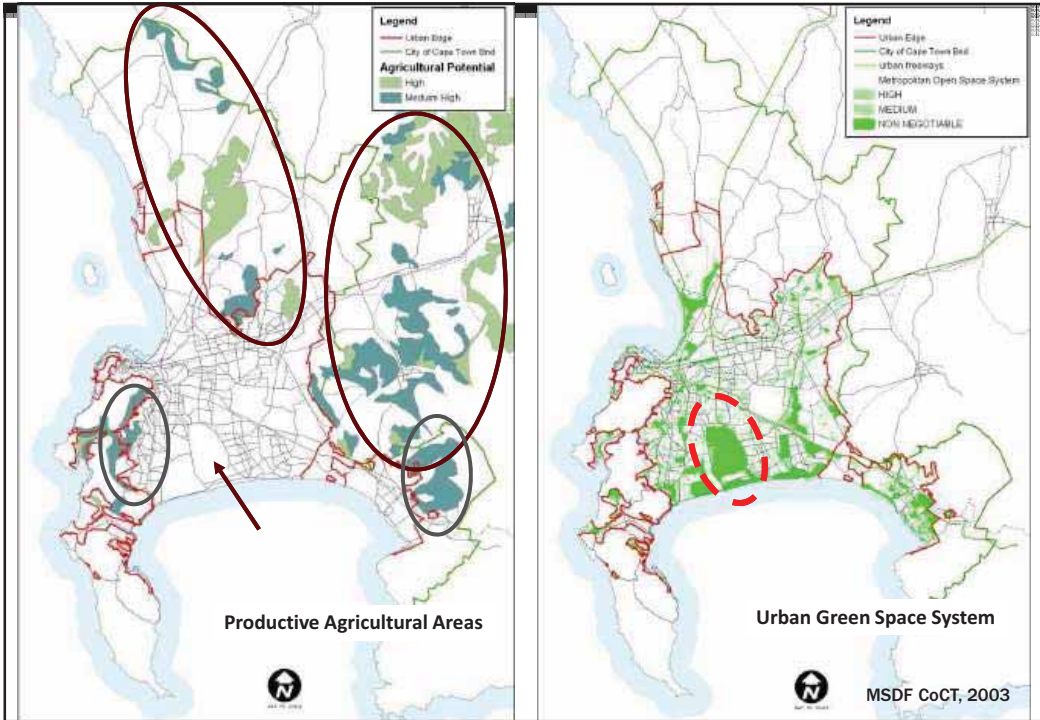 Legend
Urban Edge
City of Cape Town Bnd
Agricultural Potential
High
Medium High
Productive Agricultural Areas
N
Legend
Urban Edge
City of Cape Town Bnd
urban freeways
Metropolitan Open Space System
HIGH
MEDIUM
NON NEGOTIABLE
Urban Green Space System
N
MSDF CoCT, 2003